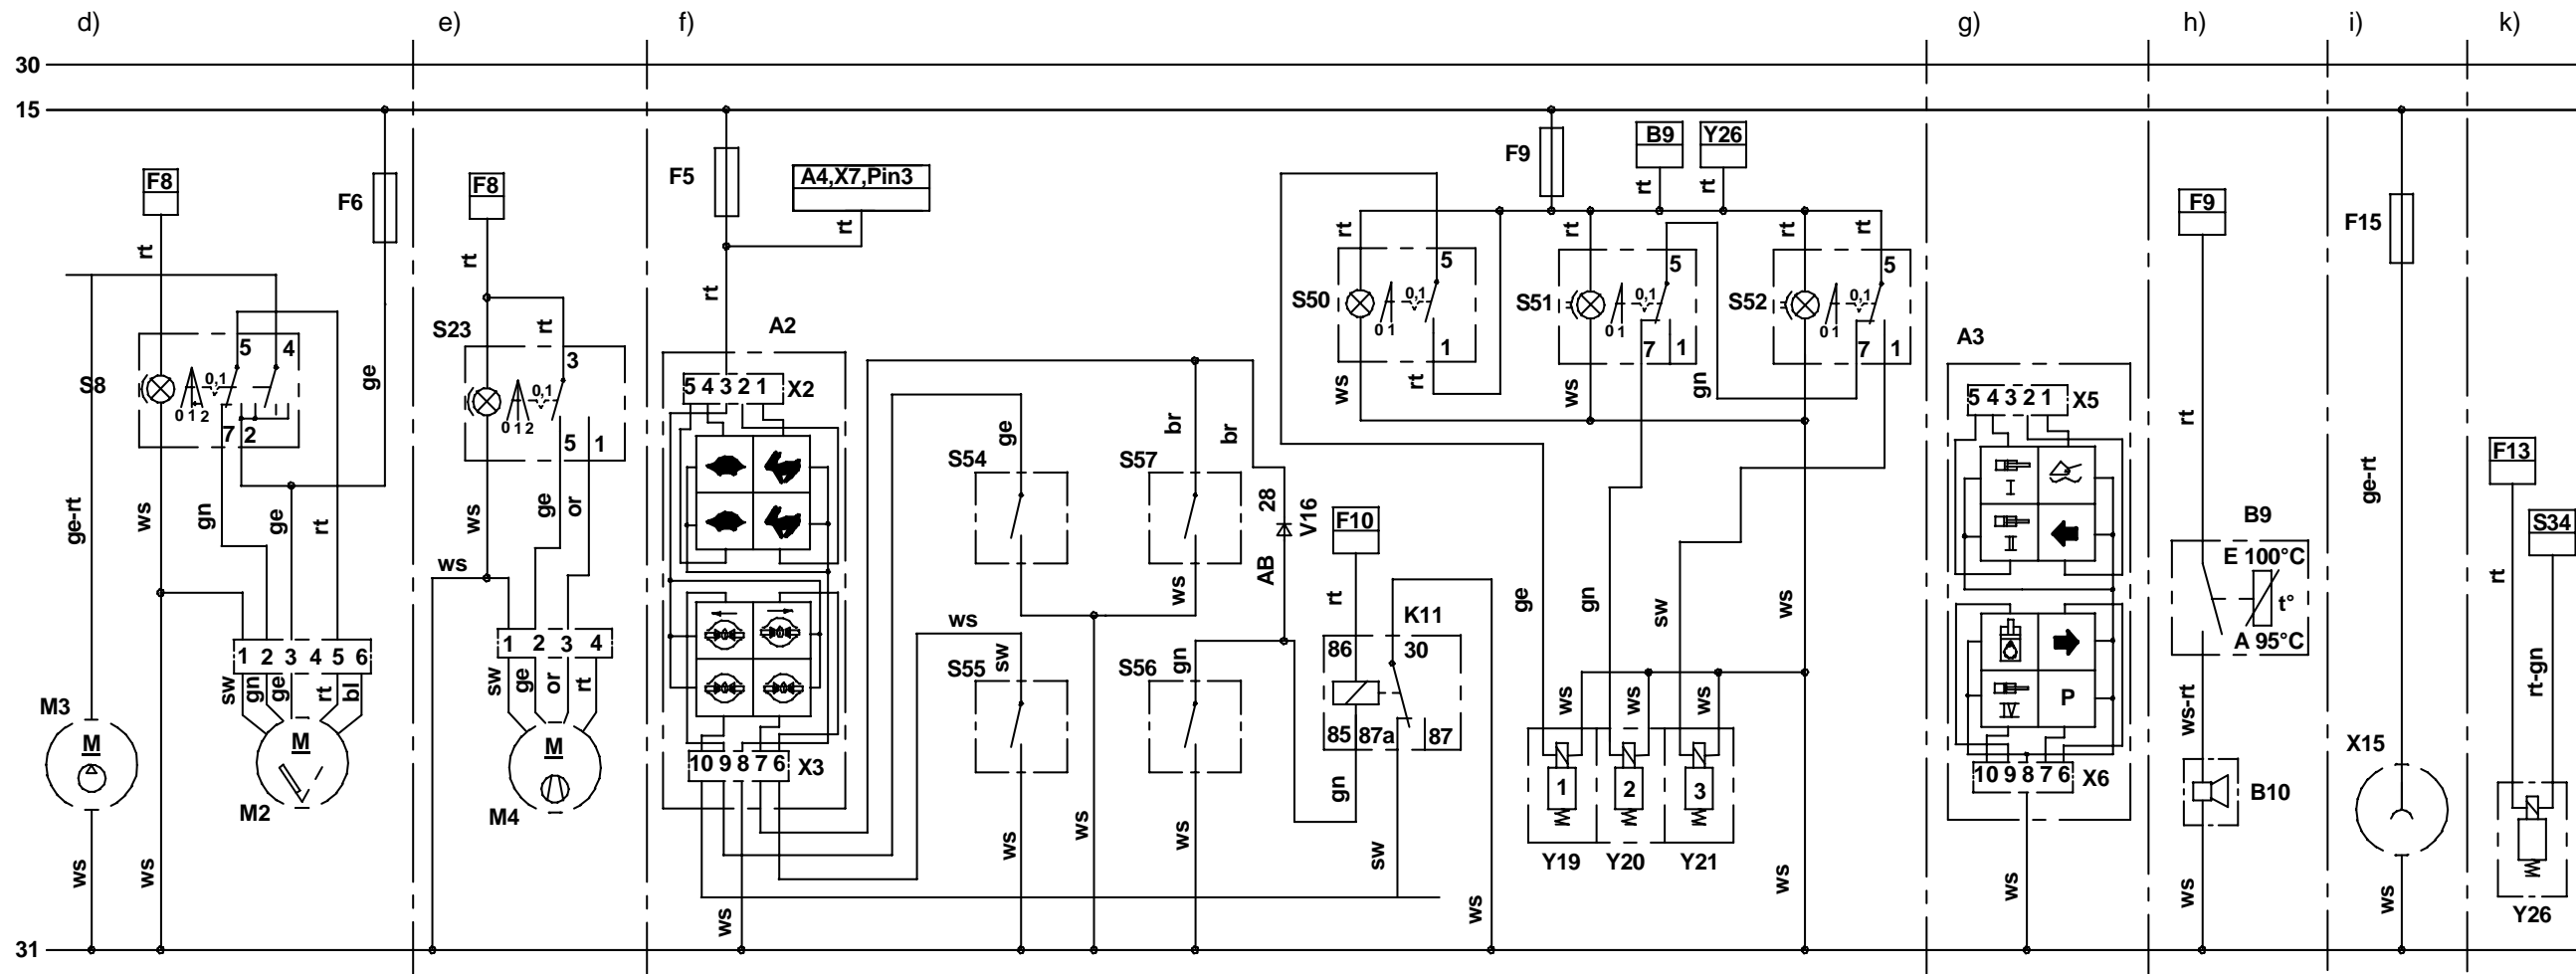 d) e) f) g) h) i) k)
30
15
F8
F6
rt
ge
S8
5 4
0,1
0 1 2
7 2
ge-rt
ws
gn
ge
rt
1 2 3 4 5 6
sw
gn
ge
rt
bl
M3
M
M
M2
ws
ws
F8
rt
S23
rt
3
0,1
0 1 2
5 1
ws
ge
or
ws
1 2 3 4
sw
ge
or
rt
M
M4
F5
A4,X7,Pin3
rt
rt
A2
5 4 3 2 1
X2
10 9 8 7 6
X3
ws
S54
ge
S57
br
br
ws
28
V16
AB
ws
S55
sw
S56
gn
ws
ws
ws
F10
rt
K11
86
30
85
87a
87
gn
sw
ws
F9
B9
Y26
rt
rt
rt
S50
5
0,1
0 1
1
ws
rt
rt
S51
5
0,1
0 1
7 1
ws
gn
rt
rt
S52
5
0,1
0 1
7 1
ge
gn
sw
ws
ws
ws
ws
1
2
3
Y19
Y20
Y21
ws
A3
5 4 3 2 1
X5
I
II
IV
P
10 9 8 7 6
X6
ws
F9
rt
B9
E 100°C
t°
A 95°C
ws-rt
B10
ws
F15
ge-rt
X15
ws
F13
S34
rt
rt-gn
Y26
31